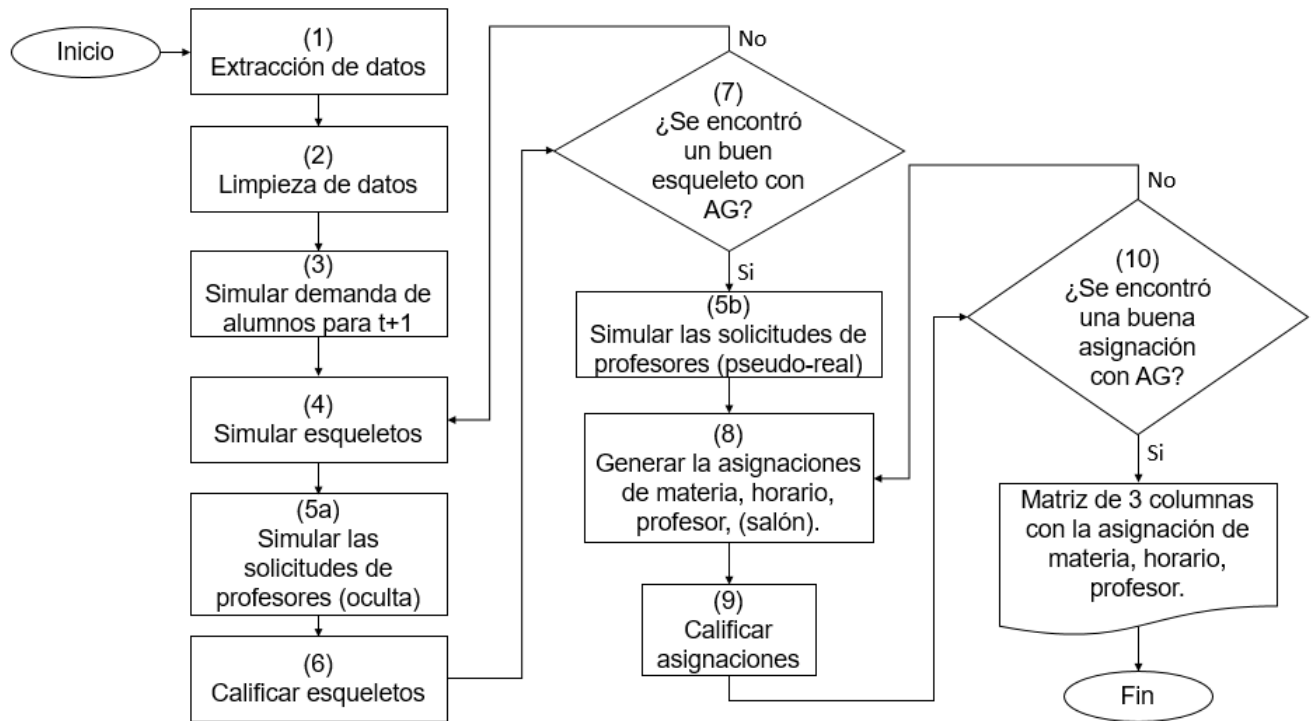 Inicio
(1)
Extracción de datos
(2)
Limpieza de datos
(3)
Simular demanda de
alumnos para t+1
(4)
Simular esqueletos
(5a)
Simular las
solicitudes de
profesores (oculta)
(6)
Calificar esqueletos
No
(7)
¿Se encontró
un buen
esqueleto con
AG?
Si
(5b)
Simular las solicitudes de
profesores (pseudo-real)
(8)
Generar la asignaciones
de materia, horario,
profesor, (salón).
(9)
Calificar
asignaciones
No
(10)
¿Se encontró
una buena
asignación
con AG?
Si
Matriz de 3 columnas
con la asignación de
materia, horario,
profesor.
Fin